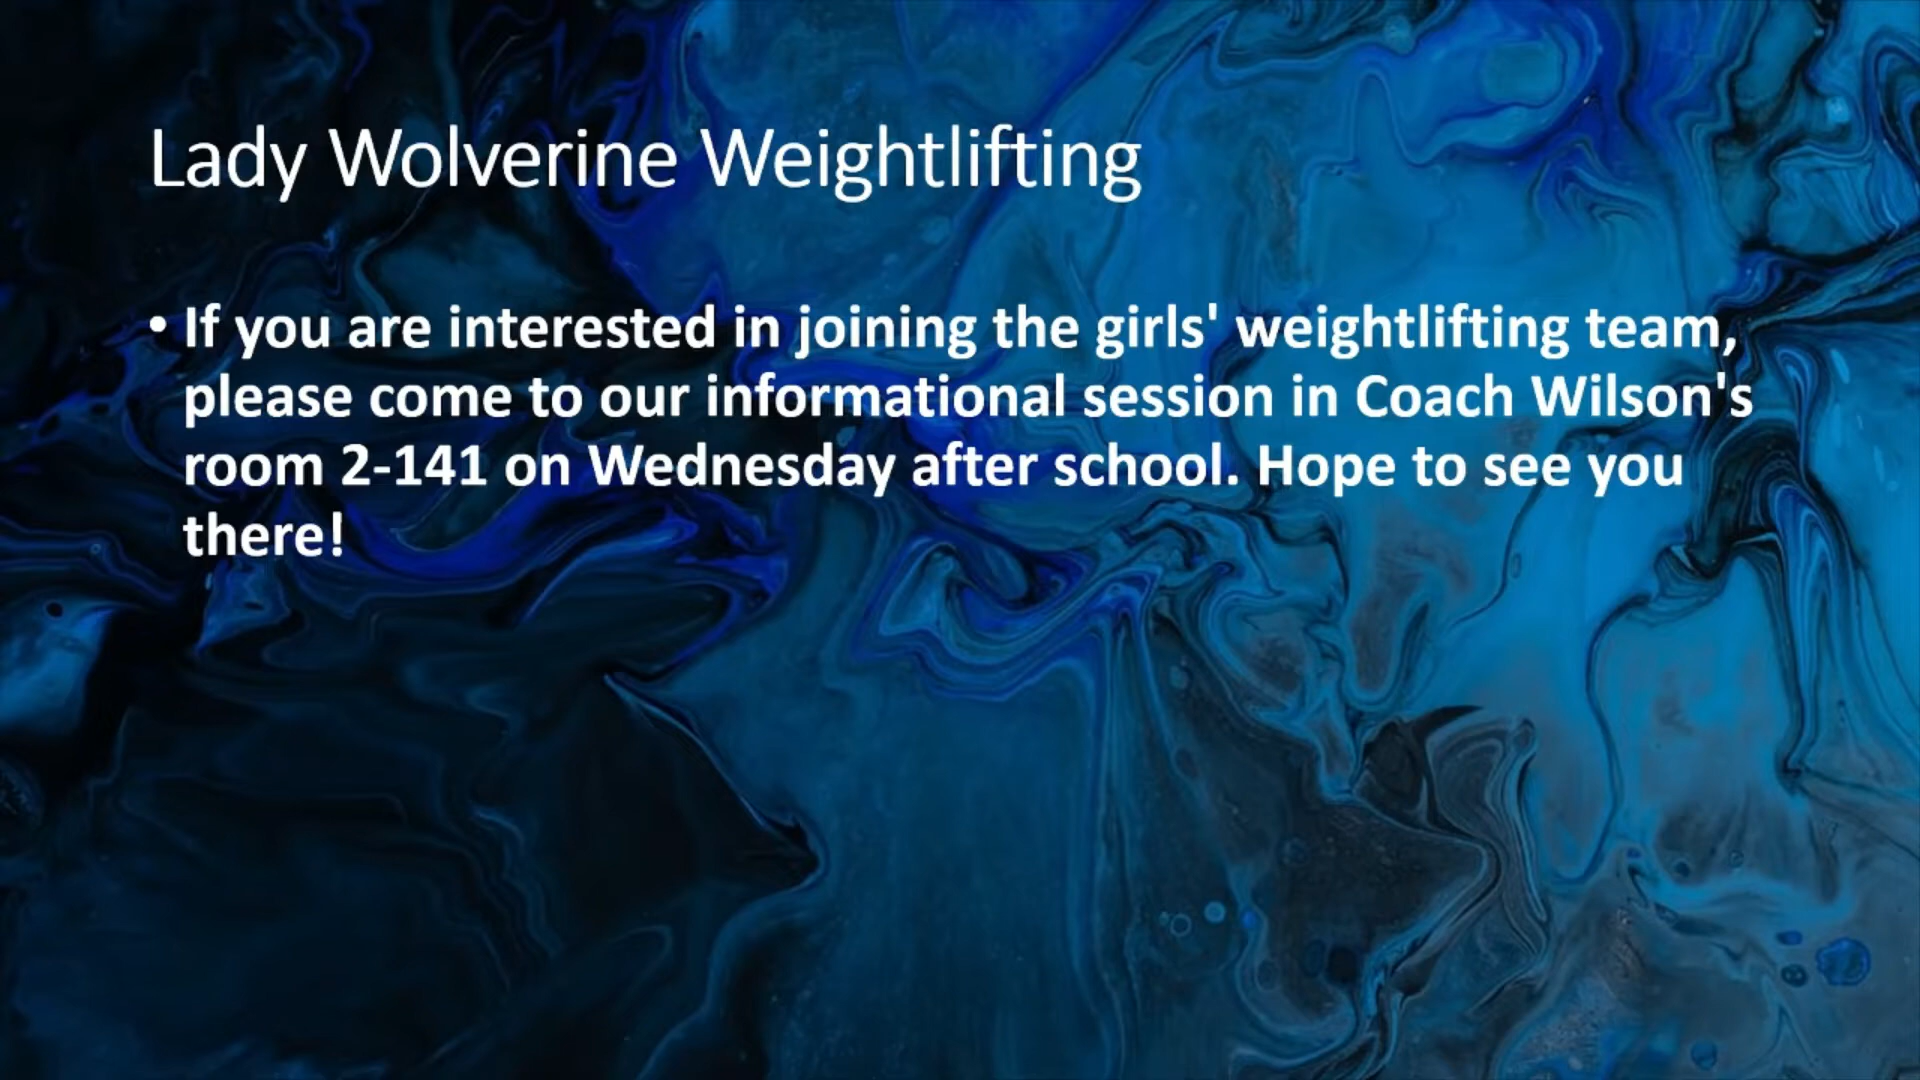 Lady Wolverine Weightlifting
• If you are interested in joining the girls' weightlifting team,
please come to our informational session in Coach Wilson's
room 2-141 on Wednesday after school. Hope to see you
there!